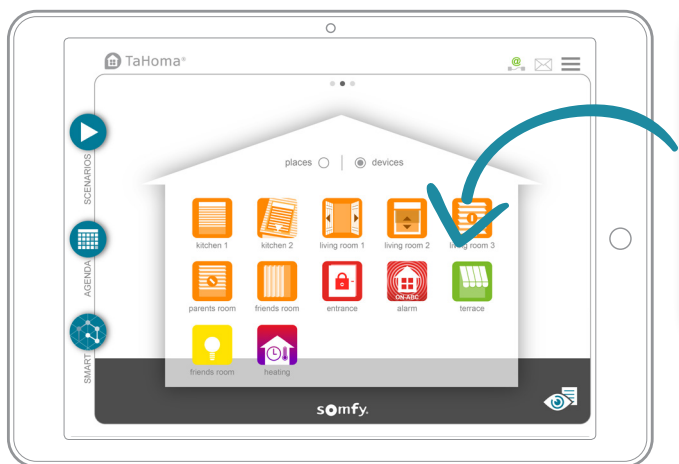 TaHoma®
@
places devices
SCENARIOS
kitchen 1 kitchen 2 living room 1 living room 2 living room 3
AGENDA
parents room friends room entrance alarm terrace
ON-ABC
SMART
friends room heating
somfy.